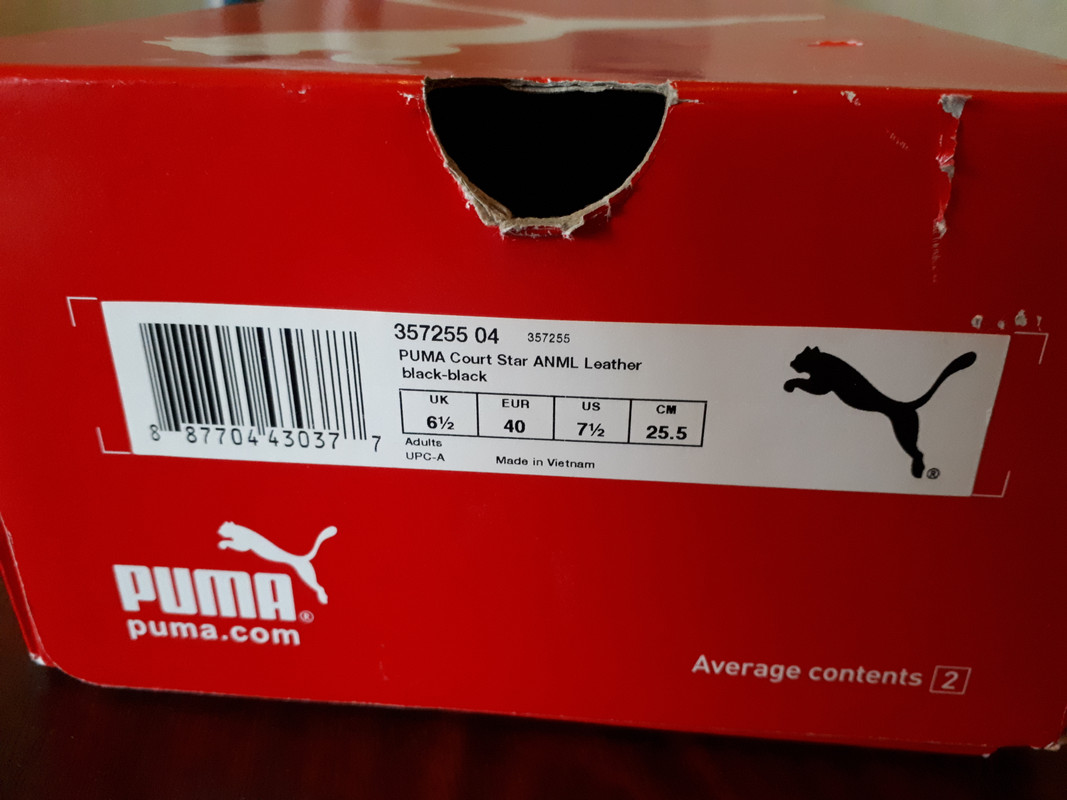 357255 04 357255
PUMA Court Star ANML Leather
black-black
UK EUR US CM
6½ 40 7½ 25.5
8 87704 43037 7
Adults
UPC-A Made in Vietnam
®
PUMA®
puma.com
Average contents 2